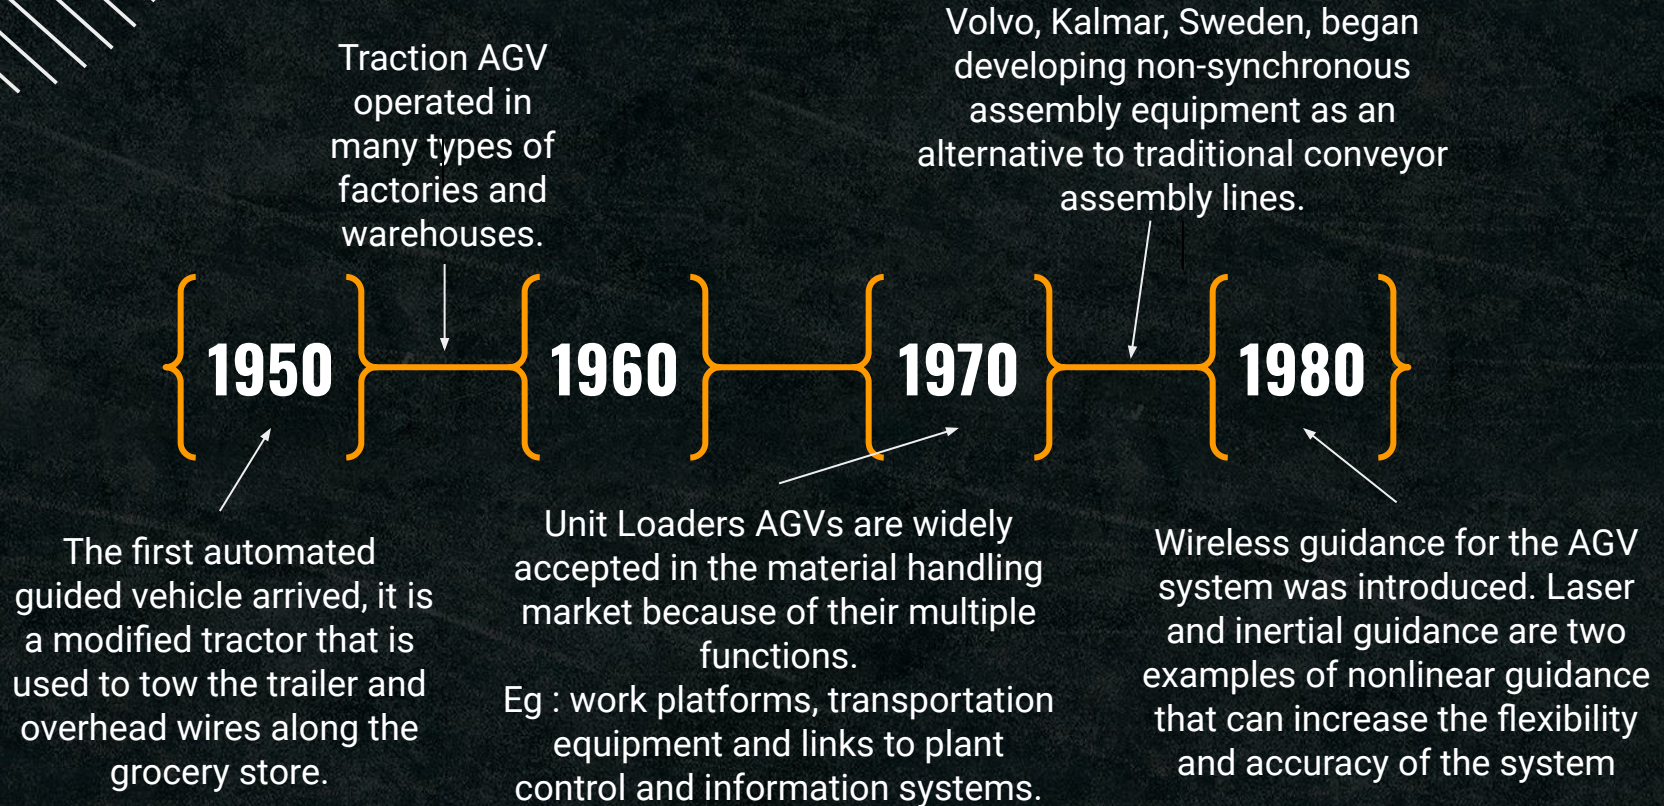 Traction AGV
operated in
many types of
factories and
warehouses.
Volvo, Kalmar, Sweden, began
developing non-synchronous
assembly equipment as an
alternative to traditional conveyor
assembly lines.
1950
1960
1970
1980
The first automated
guided vehicle arrived, it is
a modified tractor that is
used to tow the trailer and
overhead wires along the
grocery store.
Unit Loaders AGVs are widely
accepted in the material handling
market because of their multiple
functions.
Eg : work platforms, transportation
equipment and links to plant
control and information systems.
Wireless guidance for the AGV
system was introduced. Laser
and inertial guidance are two
examples of nonlinear guidance
that can increase the flexibility
and accuracy of the system